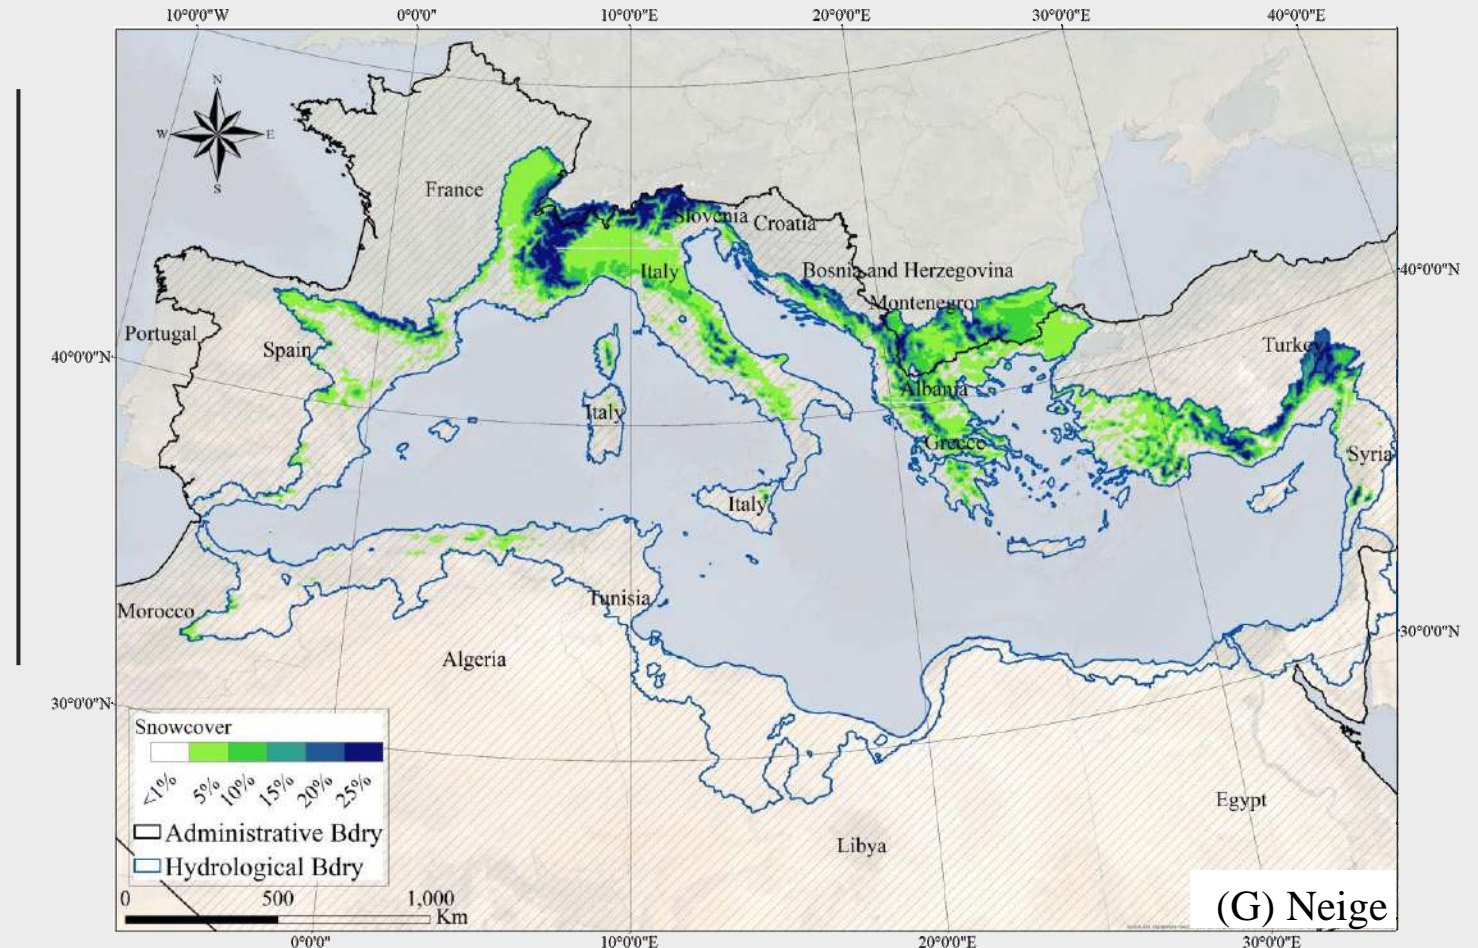 10°0'0"W 0°0'0" 10°0'0"E 20°0'0"E 30°0'0"E 40°0'0"E
N
W E
S
France
Slovenia
Croatia
Bosnia and Herzegovina
Italy
Montenegro
40°0'0"N
Portugal
Spain
Turkey
40°0'0"N
Albania
Italy
Greece
Syria
Italy
Tunisia
Morocco
30°0'0"N
Algeria
30°0'0"N
Snowcover
<1% 5% 10% 15% 20% 25%
Administrative Bdry
Hydrological Bdry
0 500 1,000
Km
Egypt
Libya
(G) Neige
0°0'0" 10°0'0"E 20°0'0"E 30°0'0"E